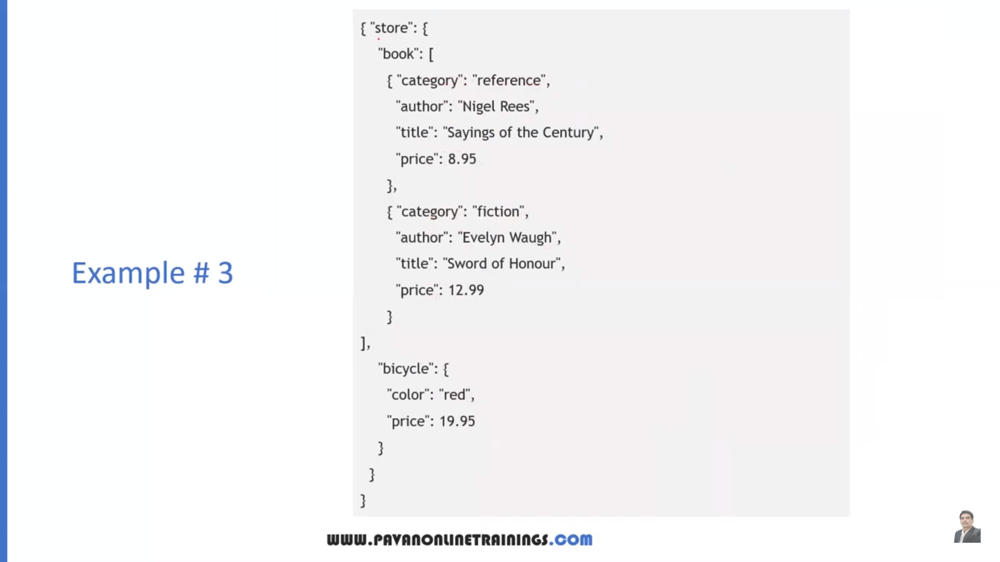 { "store": {
"book": [
{ "category": "reference",
"author": "Nigel Rees",
"title": "Sayings of the Century",
"price": 8.95
},
{ "category": "fiction",
"author": "Evelyn Waugh",
"title": "Sword of Honour",
"price": 12.99
}
],
"bicycle": {
"color": "red",
"price": 19.95
}
}
}
Example # 3
WWW.PAVANONLINETRAININGS.COM